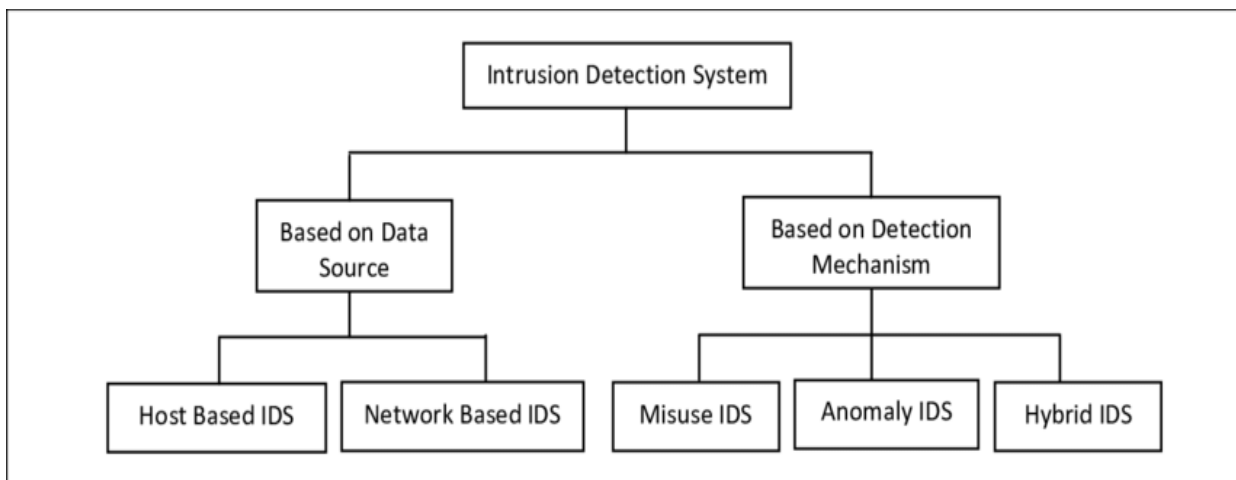 Intrusion Detection System
Based on Data
Source
Based on Detection
Mechanism
Host Based IDS
Network Based IDS
Misuse IDS
Anomaly IDS
Hybrid IDS